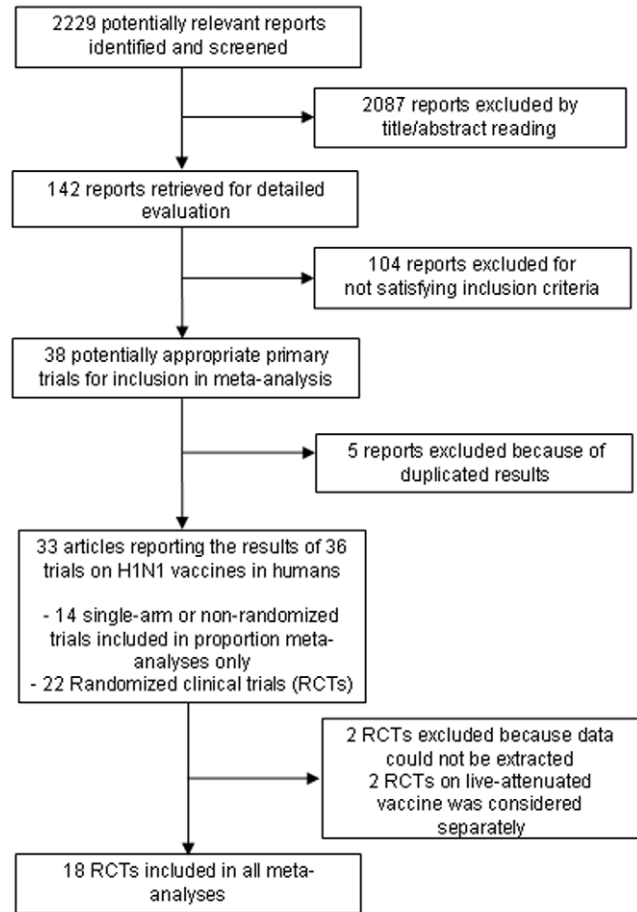 2229 potentially relevant reports
identified and screened
2087 reports excluded by
title/abstract reading
142 reports retrieved for detailed
evaluation
104 reports excluded for
not satisfying inclusion criteria
38 potentially appropriate primary
trials for inclusion in meta-analysis
5 reports excluded because of
duplicated results
33 articles reporting the results of 36
trials on H1N1 vaccines in humans
- 14 single-arm or non-randomized
trials included in proportion meta-
analyses only
- 22 Randomized clinical trials (RCTs)
2 RCTs excluded because data
could not be extracted
2 RCTs on live-attenuated
vaccine was considered
separately
18 RCTs included in all meta-
analyses